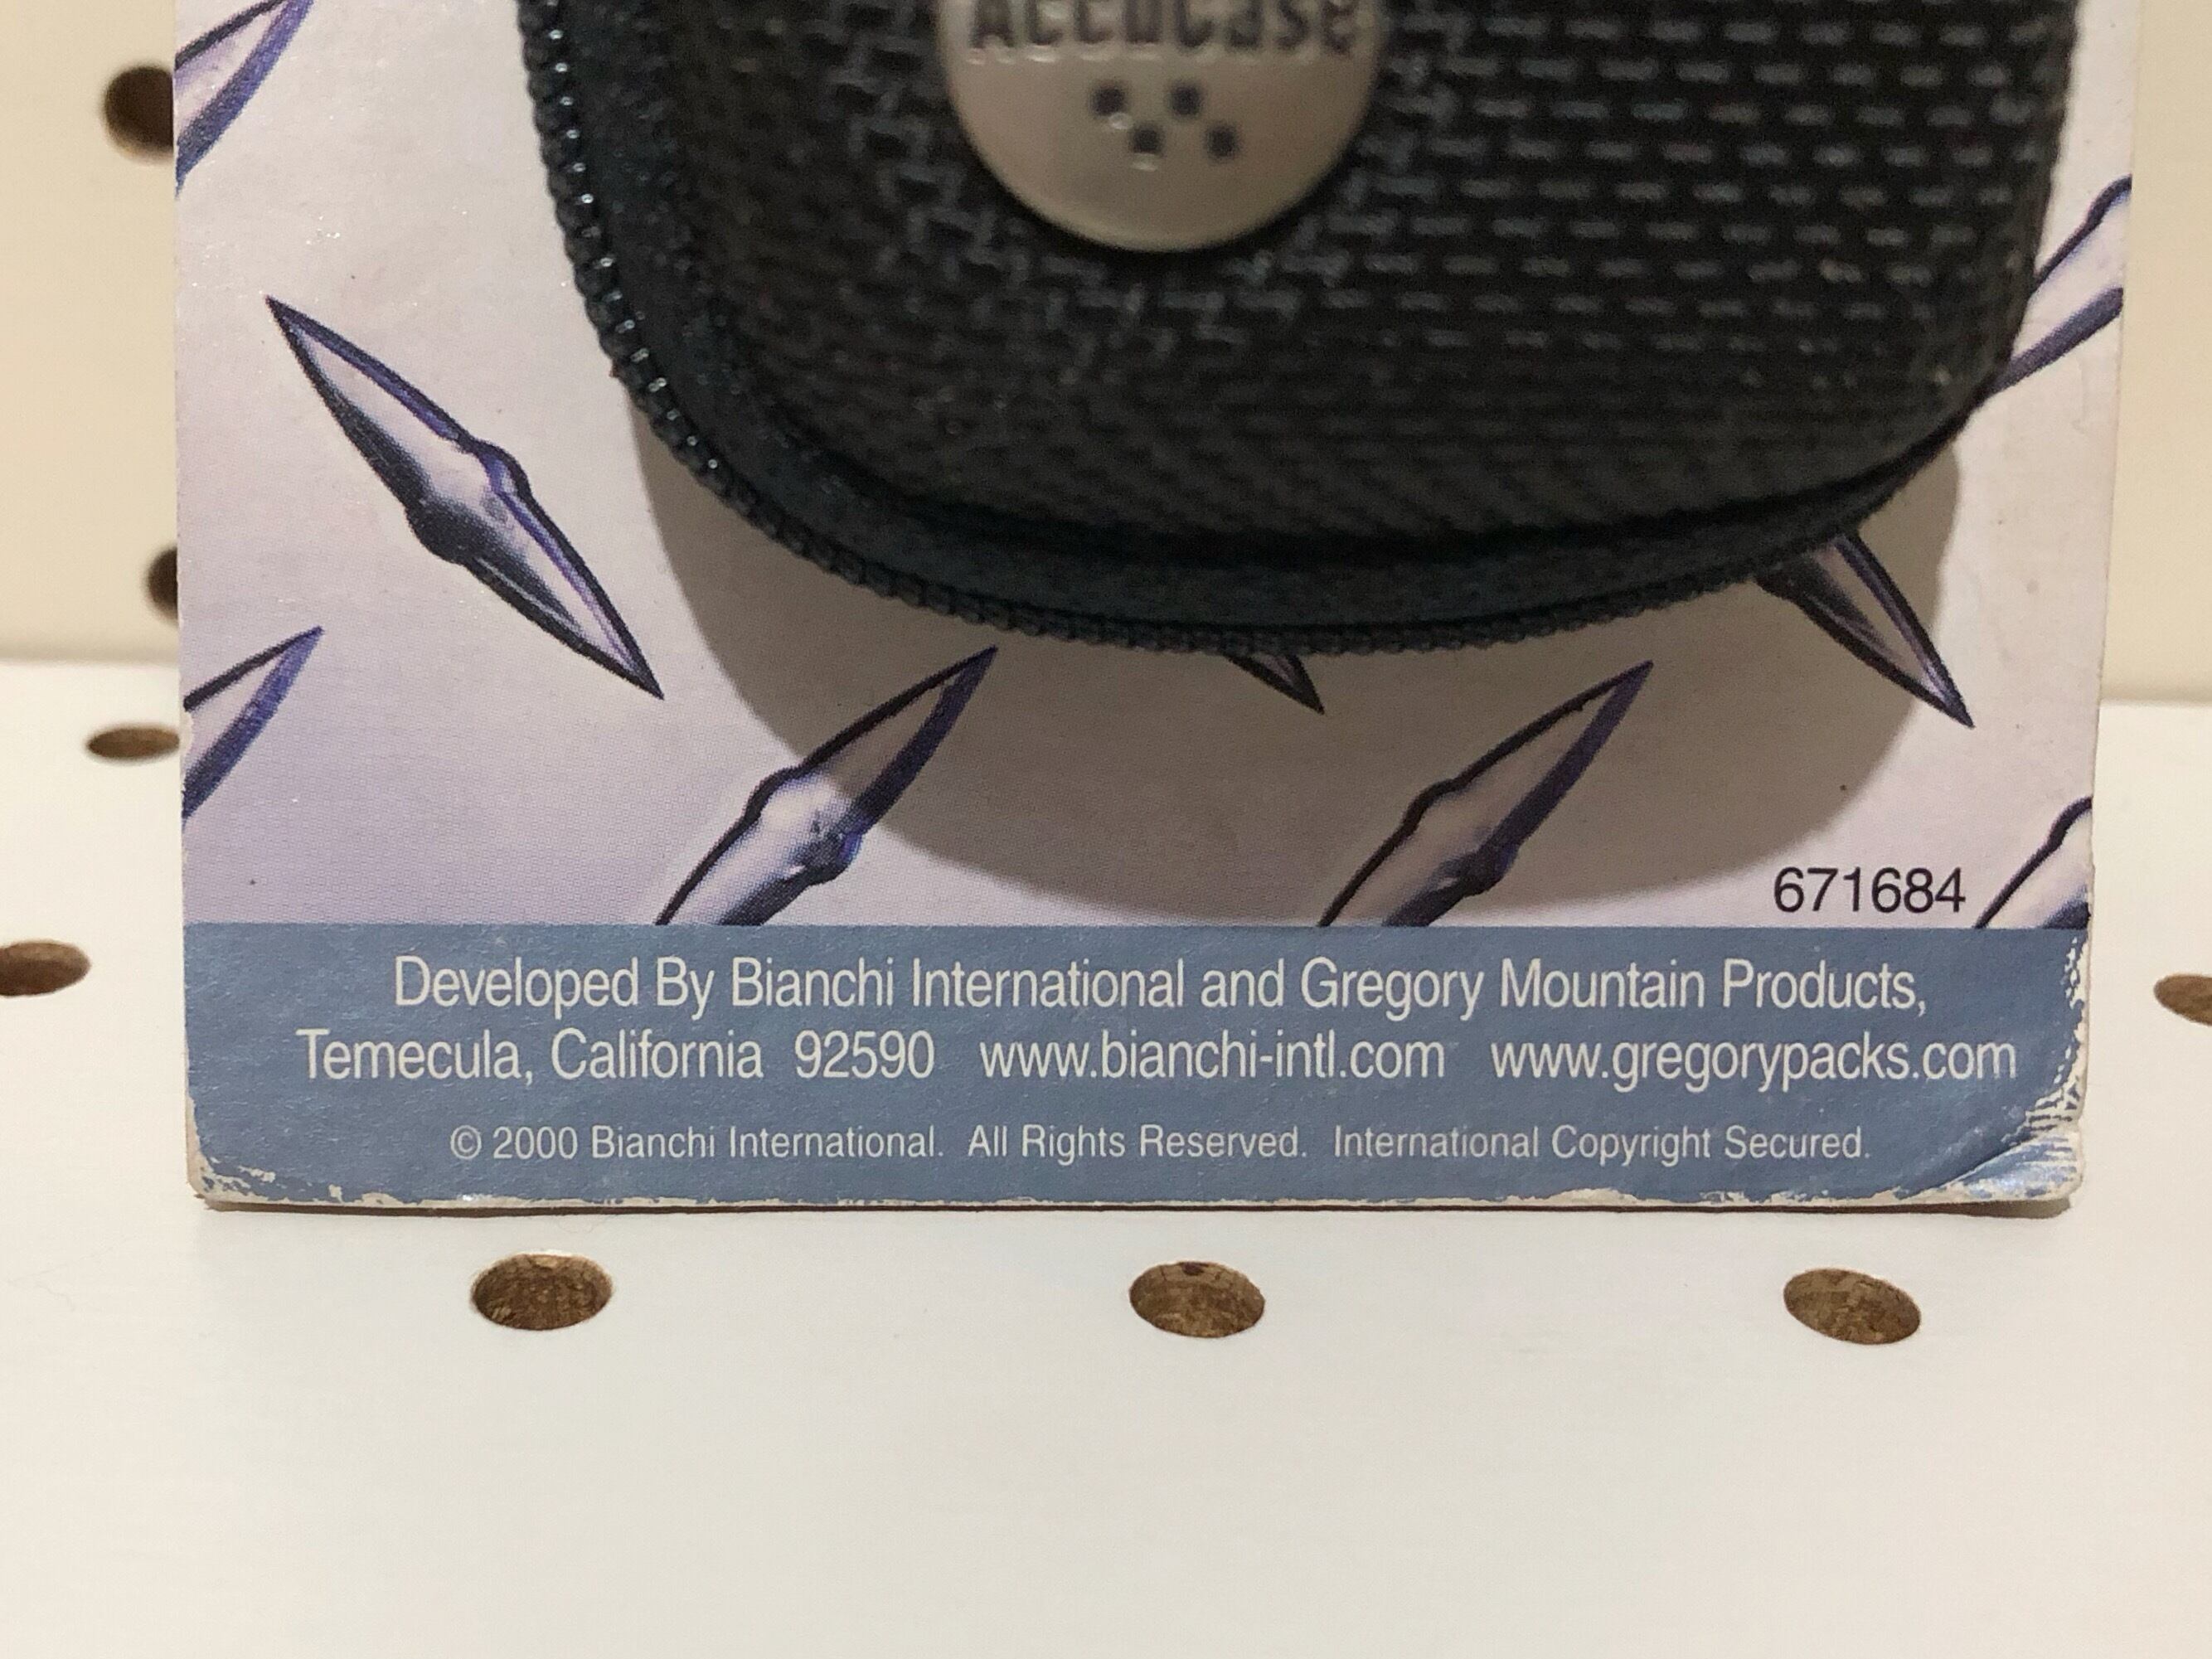 AccuCase
671684
Developed By Bianchi International and Gregory Mountain Products,
Temecula, California 92590 www.bianchi-intl.com www.gregorypacks.com
© 2000 Bianchi International. All Rights Reserved. International Copyright Secured.